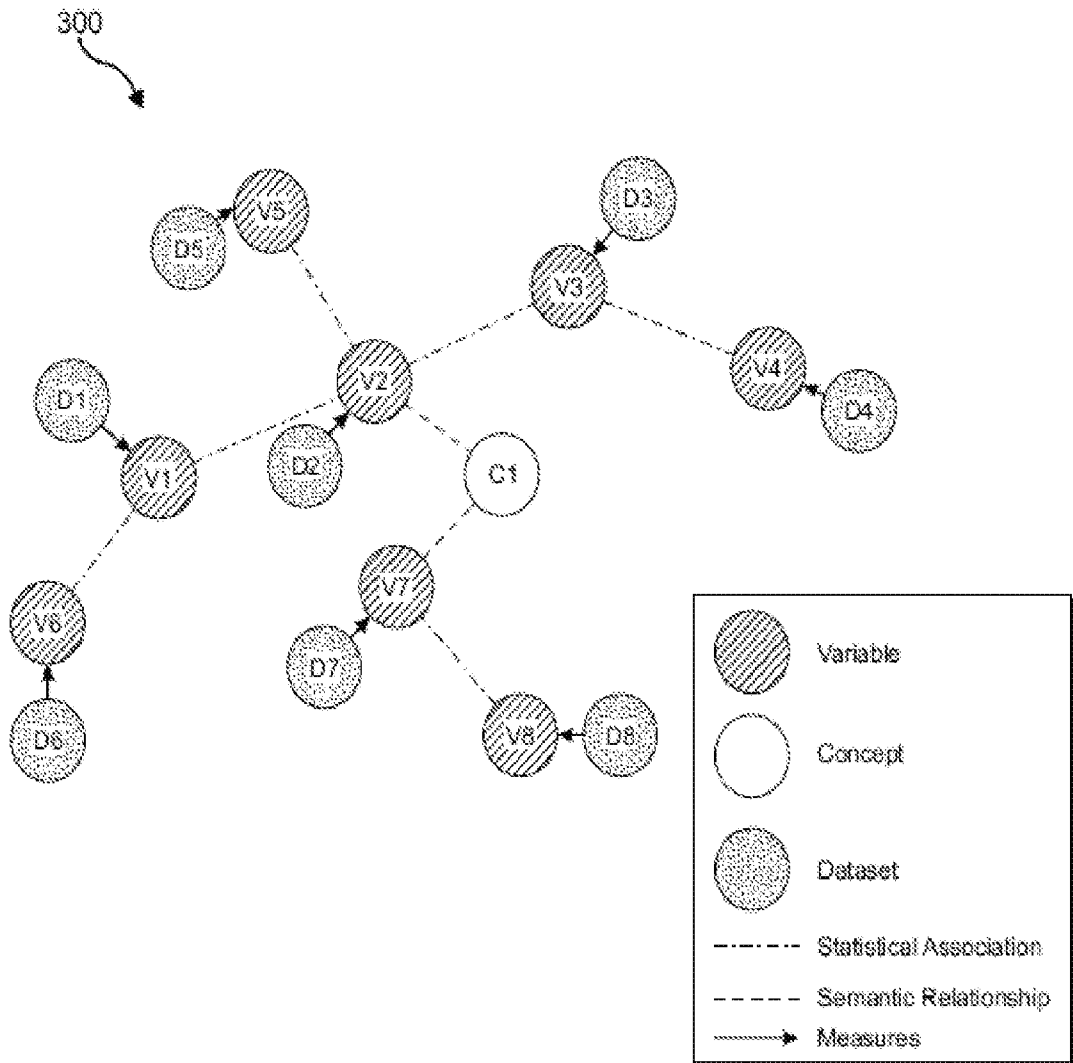 300
D3
V5
D5
V3
V2
V4
D1
D4
D2
V1
C1
V7
V6
D7
V8
D8
D6
Variable
Concept
Dataset
Statistical Association
Semantic Relationship
Measures